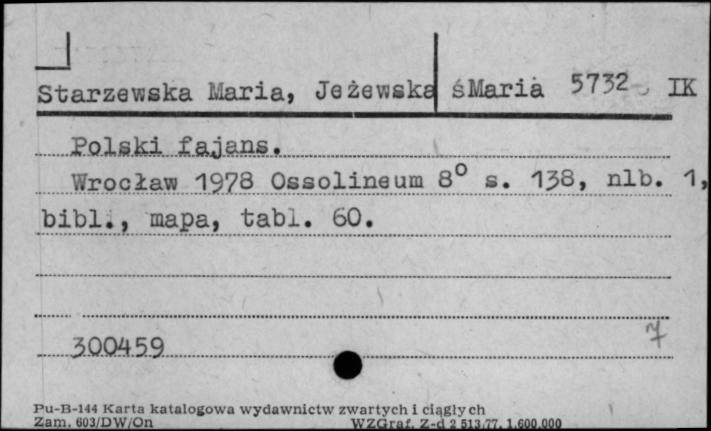 Starzewska Maria, Jeżewska śMaria 5732 IK
Polski fajans.
Wrocław 1978 Ossolineum 8° s. 138, nlb. 1,
bibl., mapa, tabl. 60.
300459
7
Pu-B-144 Karta katalogowa wydawnictw zwartych i ciągłych
Zam. 603/DW/On WZGraf. Z-d 2 513/77. 1.600.000